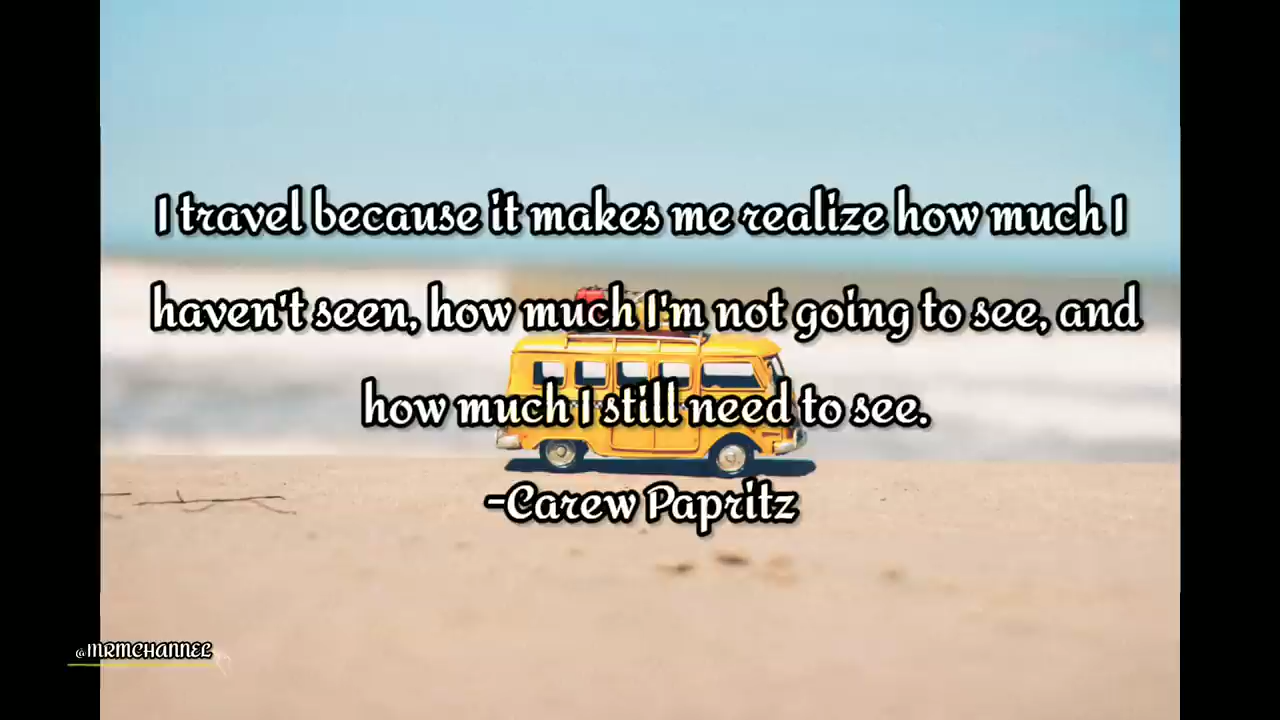 I travel because it makes me realize how much I
haven't seen, how much I'm not going to see, and
how much I still need to see.
-Carew Papritz
@MRMCHANNEL